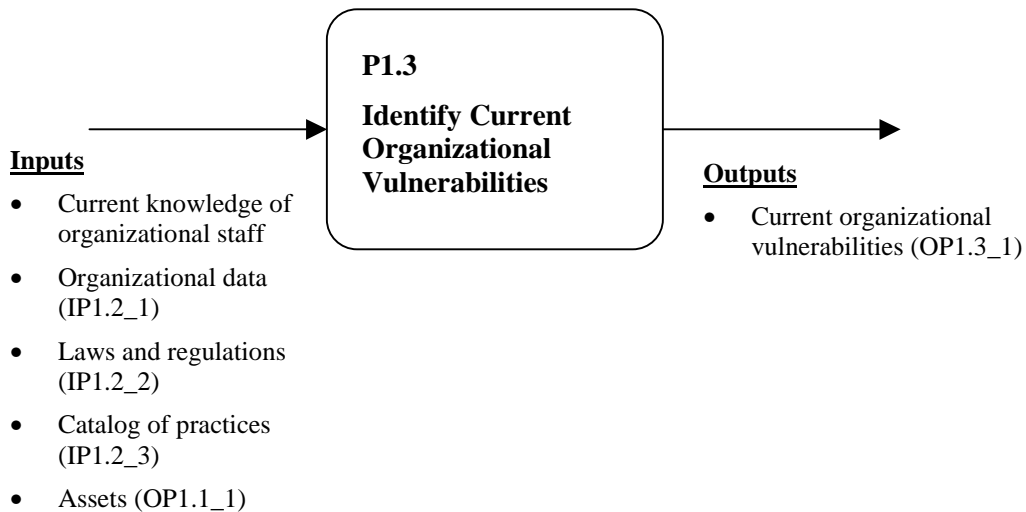 P1.3
Identify Current
Organizational
Vulnerabilities
Inputs
• Current knowledge of
organizational staff
• Organizational data
(IP1.2_1)
• Laws and regulations
(IP1.2_2)
• Catalog of practices
(IP1.2_3)
• Assets (OP1.1_1)
Outputs
• Current organizational
vulnerabilities (OP1.3_1)